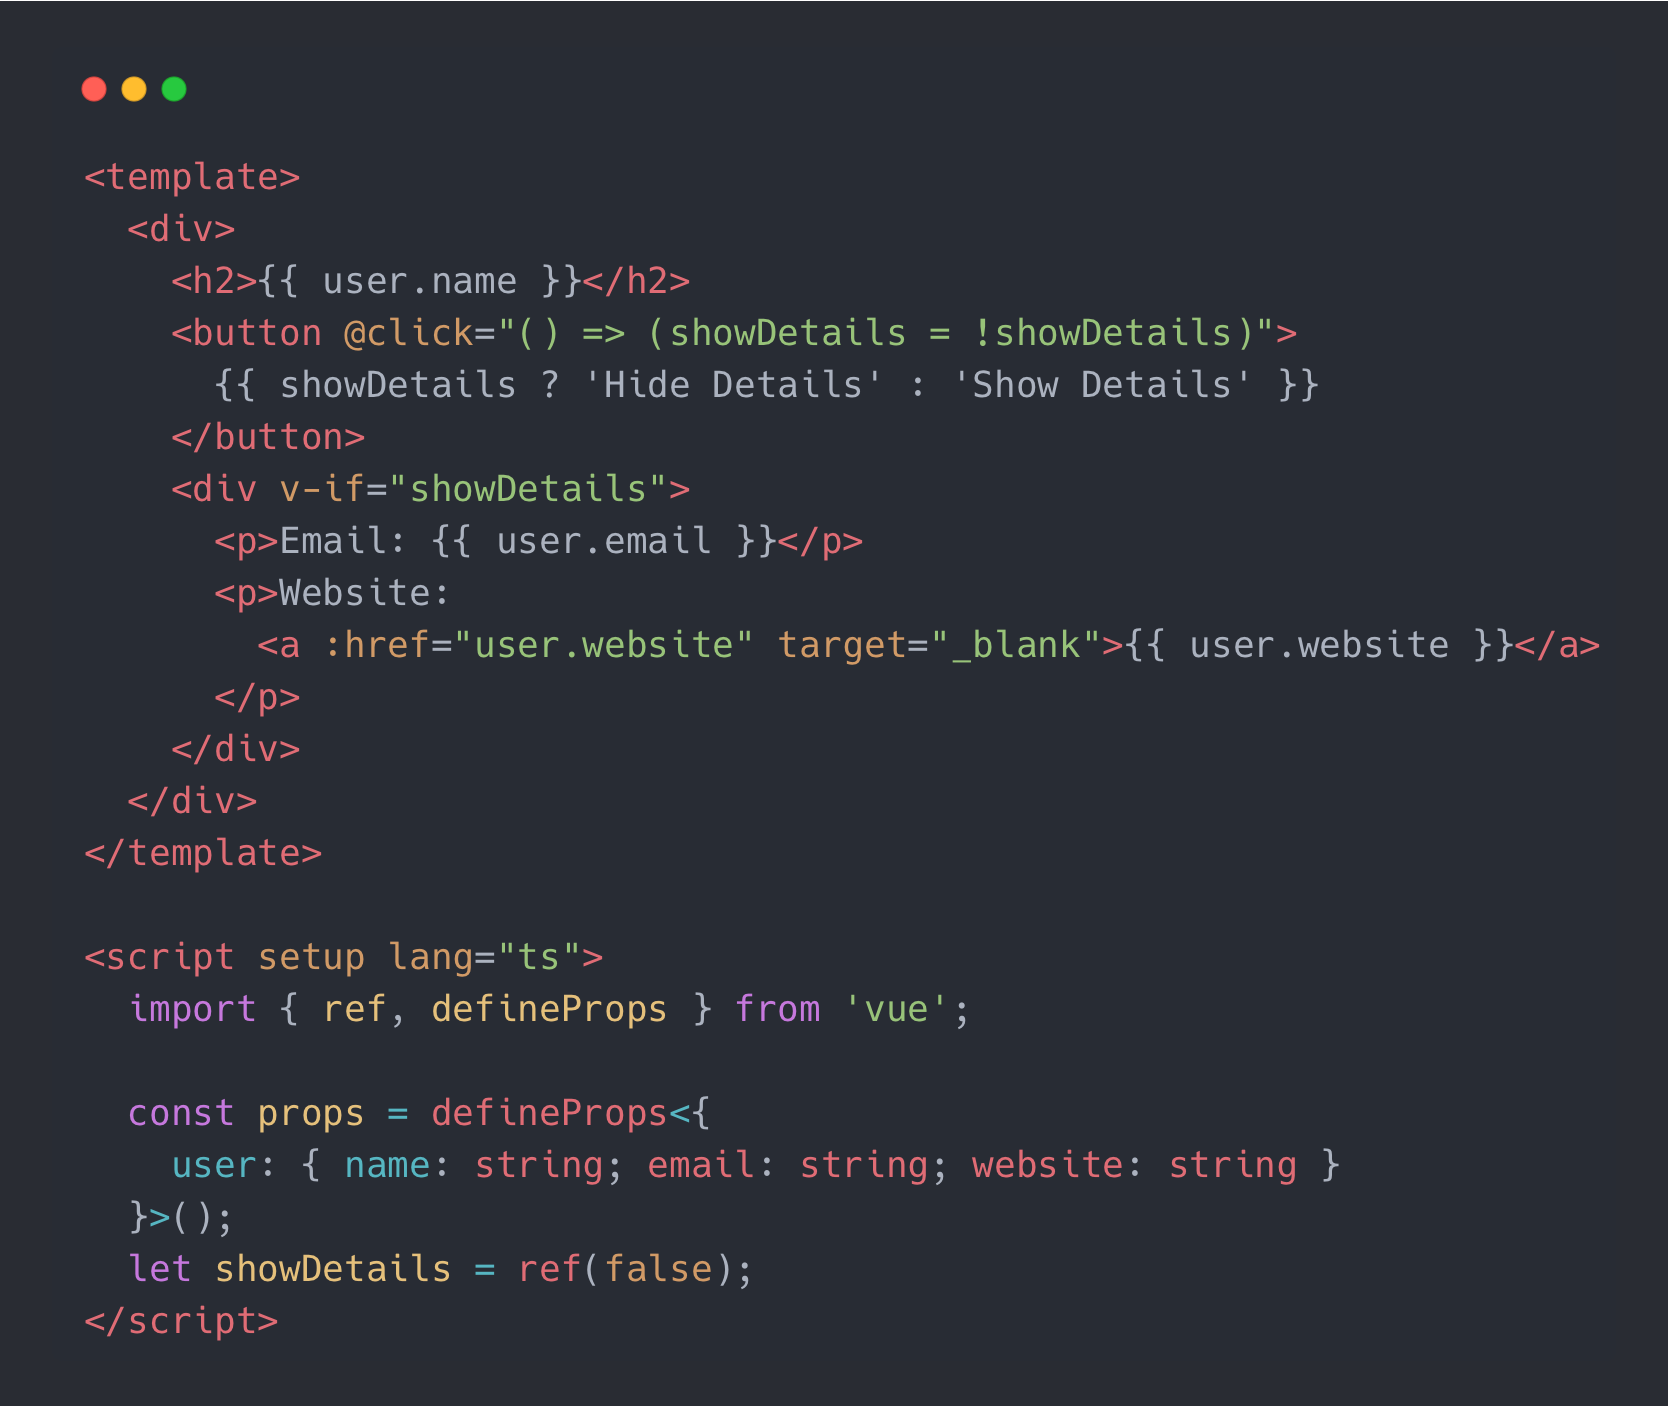 <template>
  <div>
    <h2>{{ user.name }}</h2>
    <button @click="() => (showDetails = !showDetails)">
      {{ showDetails ? 'Hide Details' : 'Show Details' }}
    </button>
    <div v-if="showDetails">
      <p>Email: {{ user.email }}</p>
      <p>Website:
        <a :href="user.website" target="_blank">{{ user.website }}</a>
      </p>
    </div>
  </div>
</template>

<script setup lang="ts">
  import { ref, defineProps } from 'vue';

  const props = defineProps<{
    user: { name: string; email: string; website: string }
  }>();
  let showDetails = ref(false);
</script>